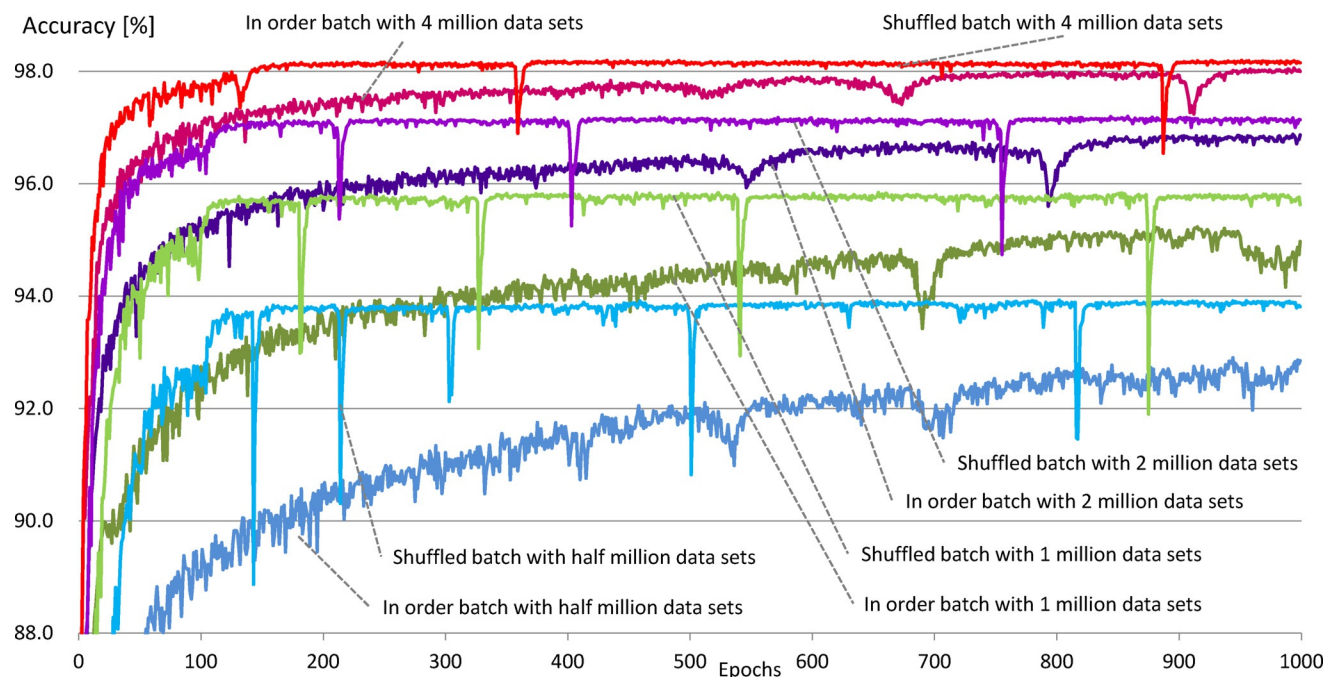 Accuracy [%]
In order batch with 4 million data sets
Shuffled batch with 4 million data sets
98.0
96.0
94.0
92.0
90.0
88.0
Shuffled batch with 2 million data sets
In order batch with 2 million data sets
Shuffled batch with half million data sets
Shuffled batch with 1 million data sets
In order batch with half million data sets
In order batch with 1 million data sets
0 100 200 300 400 500 600 700 800 900 1000
Epochs